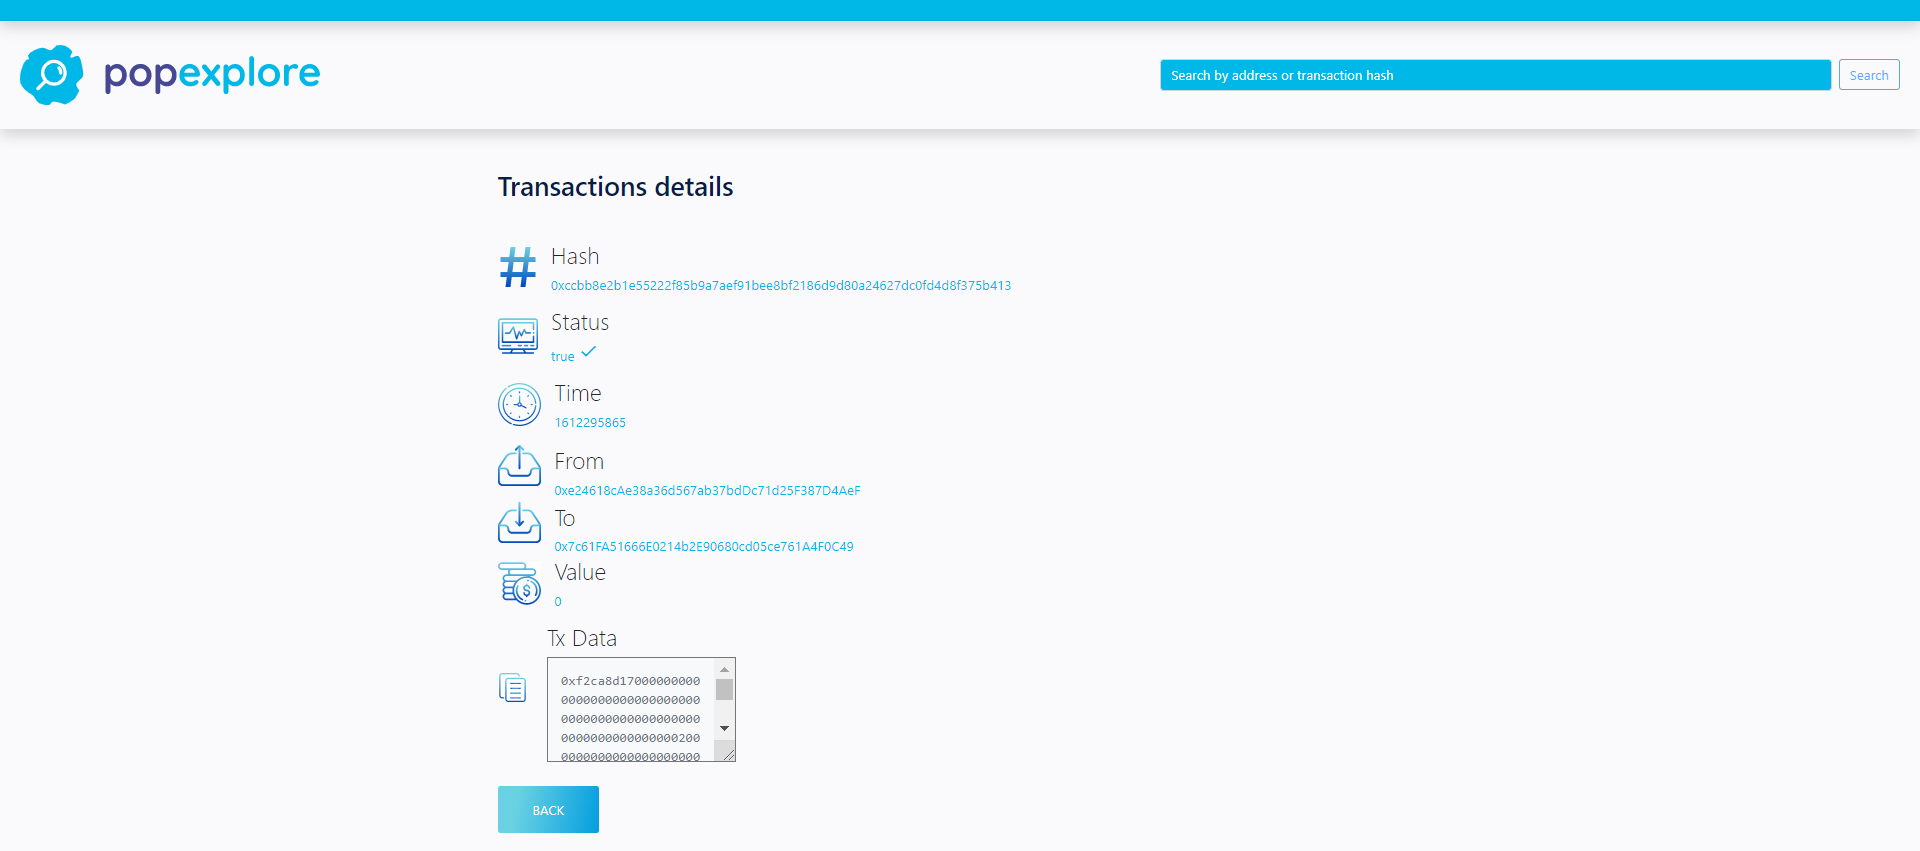 popexplore
Search by address or transaction hash
Search
Transactions details
Hash
0xccbb8e2b1e55222f85b9a7aef91bee8bf2186d9d80a24627dc0fd4d8f375b413
Status
true
Time
1612295865
From
0xe24618cAe38a36d567ab37bdDc71d25F387D4AeF
To
0x7c61FA51666E0214b2E90680cd05ce761A4F0C49
Value
0
Tx Data
0xf2ca8d17000000000
0000000000000000000
0000000000000000000
0000000000000000200
0000000000000000000
BACK